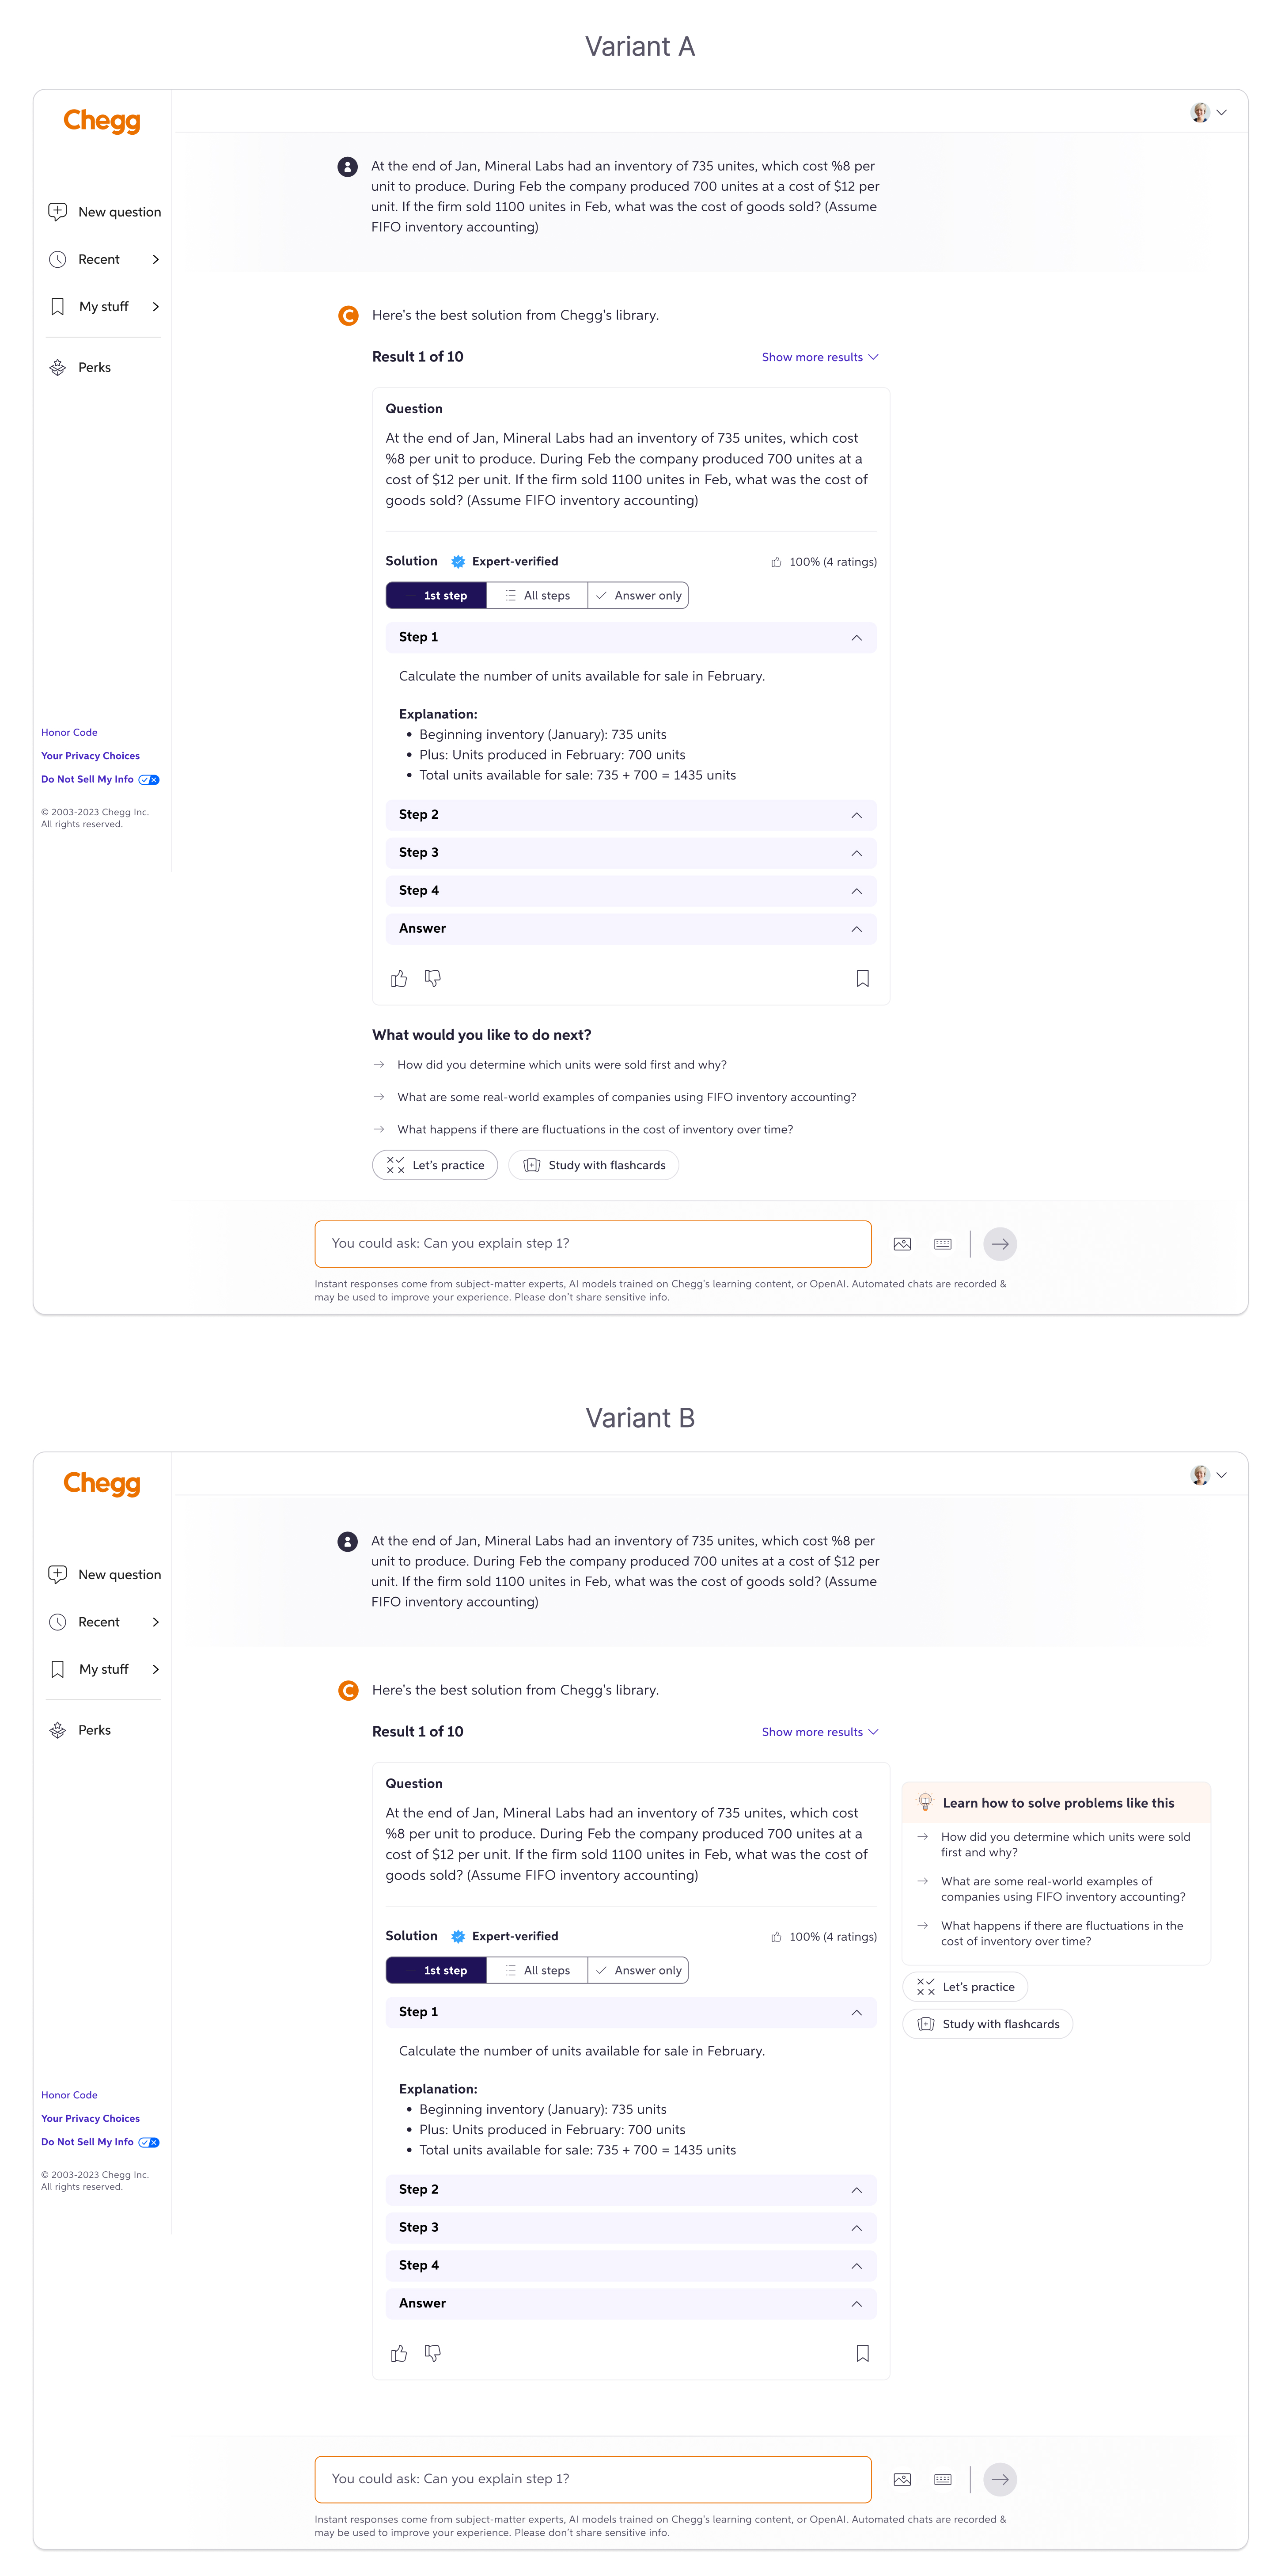 Variant A
Chegg
New question
Recent
My stuff
Perks
Honor Code
Your Privacy Choices
Do Not Sell My Info
© 2003-2023 Chegg Inc.
All rights reserved.
At the end of Jan, Mineral Labs had an inventory of 735 unites, which cost %8 per
unit to produce. During Feb the company produced 700 unites at a cost of $12 per
unit. If the firm sold 1100 unites in Feb, what was the cost of goods sold? (Assume
FIFO inventory accounting)
C
Here's the best solution from Chegg's library.
Result 1 of 10
Show more results
Question
At the end of Jan, Mineral Labs had an inventory of 735 unites, which cost
%8 per unit to produce. During Feb the company produced 700 unites at a
cost of $12 per unit. If the firm sold 1100 unites in Feb, what was the cost of
goods sold? (Assume FIFO inventory accounting)
Solution
Expert-verified
100% (4 ratings)
1st step
All steps
Answer only
Step 1
Calculate the number of units available for sale in February.
Explanation:
• Beginning inventory (January): 735 units
• Plus: Units produced in February: 700 units
• Total units available for sale: 735 + 700 = 1435 units
Step 2
Step 3
Step 4
Answer
What would you like to do next?
How did you determine which units were sold first and why?
What are some real-world examples of companies using FIFO inventory accounting?
What happens if there are fluctuations in the cost of inventory over time?
Let's practice
Study with flashcards
You could ask: Can you explain step 1?
Instant responses come from subject-matter experts, AI models trained on Chegg's learning content, or OpenAI. Automated chats are recorded &
may be used to improve your experience. Please don't share sensitive info.
Variant B
Chegg
New question
Recent
My stuff
Perks
Honor Code
Your Privacy Choices
Do Not Sell My Info
© 2003-2023 Chegg Inc.
All rights reserved.
At the end of Jan, Mineral Labs had an inventory of 735 unites, which cost %8 per
unit to produce. During Feb the company produced 700 unites at a cost of $12 per
unit. If the firm sold 1100 unites in Feb, what was the cost of goods sold? (Assume
FIFO inventory accounting)
C
Here's the best solution from Chegg's library.
Result 1 of 10
Show more results
Question
At the end of Jan, Mineral Labs had an inventory of 735 unites, which cost
%8 per unit to produce. During Feb the company produced 700 unites at a
cost of $12 per unit. If the firm sold 1100 unites in Feb, what was the cost of
goods sold? (Assume FIFO inventory accounting)
Solution
Expert-verified
100% (4 ratings)
1st step
All steps
Answer only
Step 1
Calculate the number of units available for sale in February.
Explanation:
• Beginning inventory (January): 735 units
• Plus: Units produced in February: 700 units
• Total units available for sale: 735 + 700 = 1435 units
Step 2
Step 3
Step 4
Answer
Learn how to solve problems like this
How did you determine which units were sold
first and why?
What are some real-world examples of
companies using FIFO inventory accounting?
What happens if there are fluctuations in the
cost of inventory over time?
Let's practice
Study with flashcards
You could ask: Can you explain step 1?
Instant responses come from subject-matter experts, AI models trained on Chegg's learning content, or OpenAI. Automated chats are recorded &
may be used to improve your experience. Please don't share sensitive info.